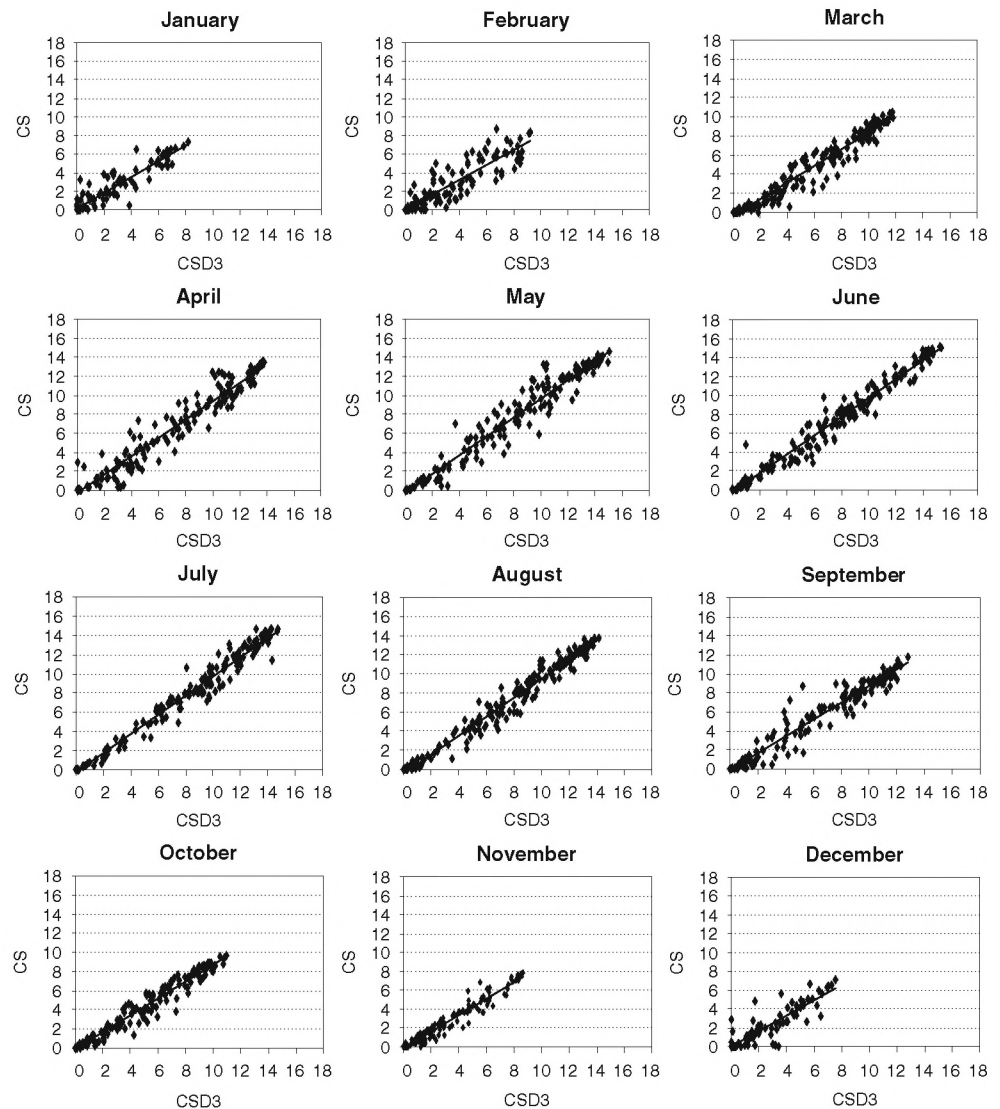 January February March
18 18 18
16 16 16
14 14 14
12 12 12
10 10 10
8 8 8
6 6 6
4 4 4
2 2 2
0 0 0
CS CS CS
0 2 4 6 8 10 12 14 16 18 0 2 4 6 8 10 12 14 16 18 0 2 4 6 8 10 12 14 16 18
CSD3 CSD3 CSD3
April May June
18 18 18
16 16 16
14 14 14
12 12 12
10 10 10
8 8 8
6 6 6
4 4 4
2 2 2
0 0 0
CS CS CS
0 2 4 6 8 10 12 14 16 18 0 2 4 6 8 10 12 14 16 18 0 2 4 6 8 10 12 14 16 18
CSD3 CSD3 CSD3
July August September
18 18 18
16 16 16
14 14 14
12 12 12
10 10 10
8 8 8
6 6 6
4 4 4
2 2 2
0 0 0
CS CS CS
0 2 4 6 8 10 12 14 16 18 0 2 4 6 8 10 12 14 16 18 0 2 4 6 8 10 12 14 16 18
CSD3 CSD3 CSD3
October November December
18 18 18
16 16 16
14 14 14
12 12 12
10 10 10
8 8 8
6 6 6
4 4 4
2 2 2
0 0 0
CS CS CS
0 2 4 6 8 10 12 14 16 18 0 2 4 6 8 10 12 14 16 18 0 2 4 6 8 10 12 14 16 18
CSD3 CSD3 CSD3